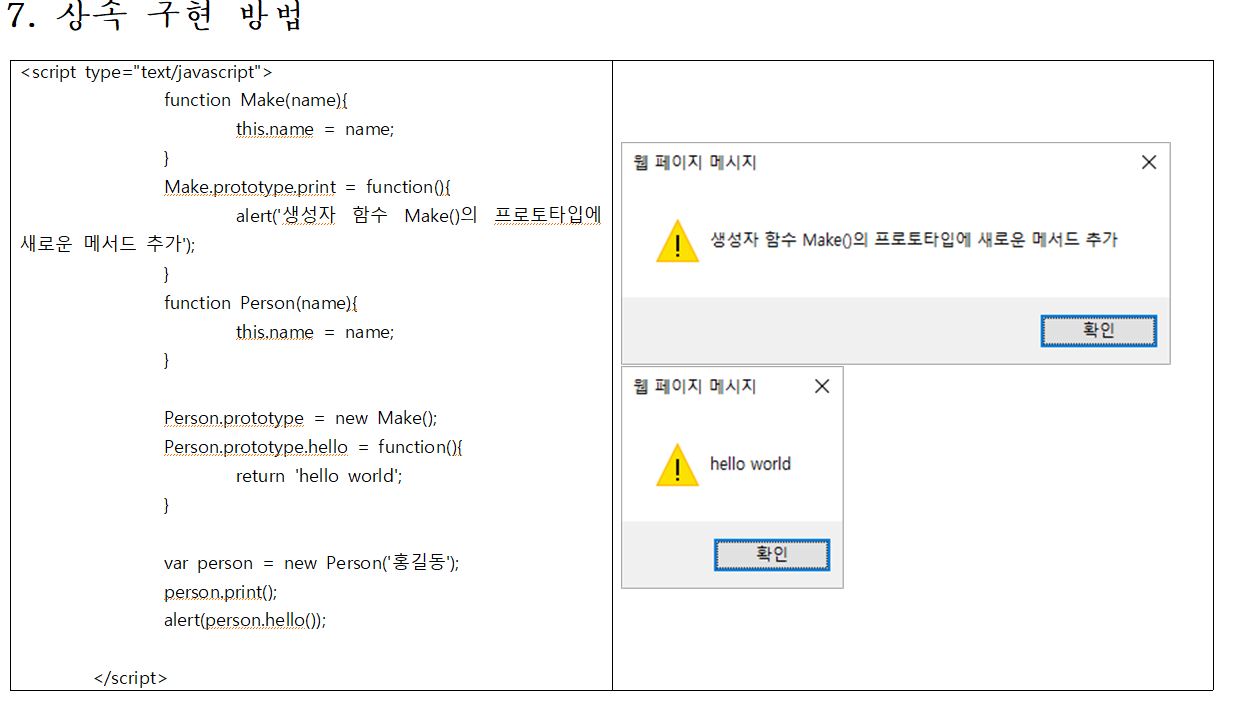 7. 상속 구현 방법
<script type="text/javascript">
function Make(name){
this.name = name;
}
Make.prototype.print = function(){
alert('생성자 함수 Make()의 프로토타입에
새로운 메서드 추가');
}
function Person(name){
this.name = name;
}
Person.prototype = new Make();
Person.prototype.hello = function(){
return 'hello world';
}
var person = new Person('홍길동');
person.print();
alert(person.hello());
</script>
웹 페이지 메시지
생성자 함수 Make()의 프로토타입에 새로운 메서드 추가
확인
웹 페이지 메시지
hello world
확인